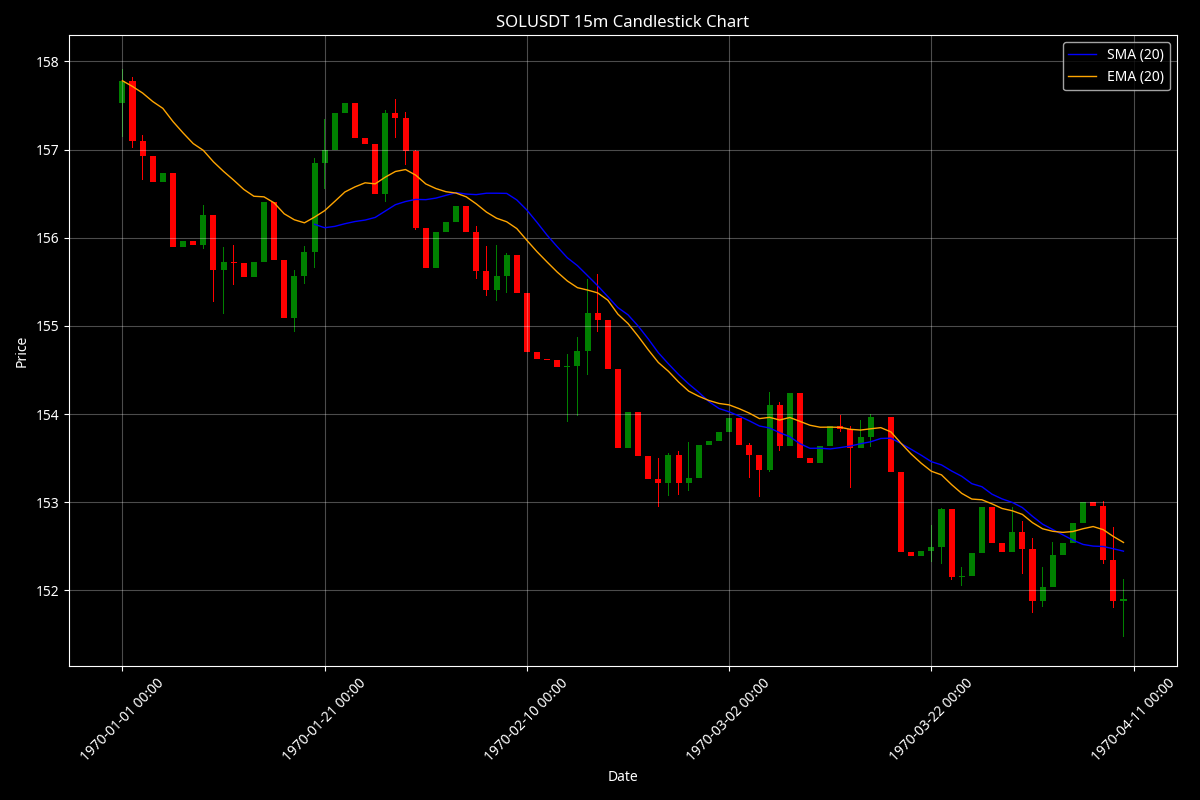 SOLUSDT 15m Candlestick Chart
SMA (20)
EMA (20)
Price
158
157
156
155
154
153
152
1970-01-01 00:00
1970-01-21 00:00
1970-02-10 00:00
1970-03-02 00:00
1970-03-22 00:00
1970-04-11 00:00
Date